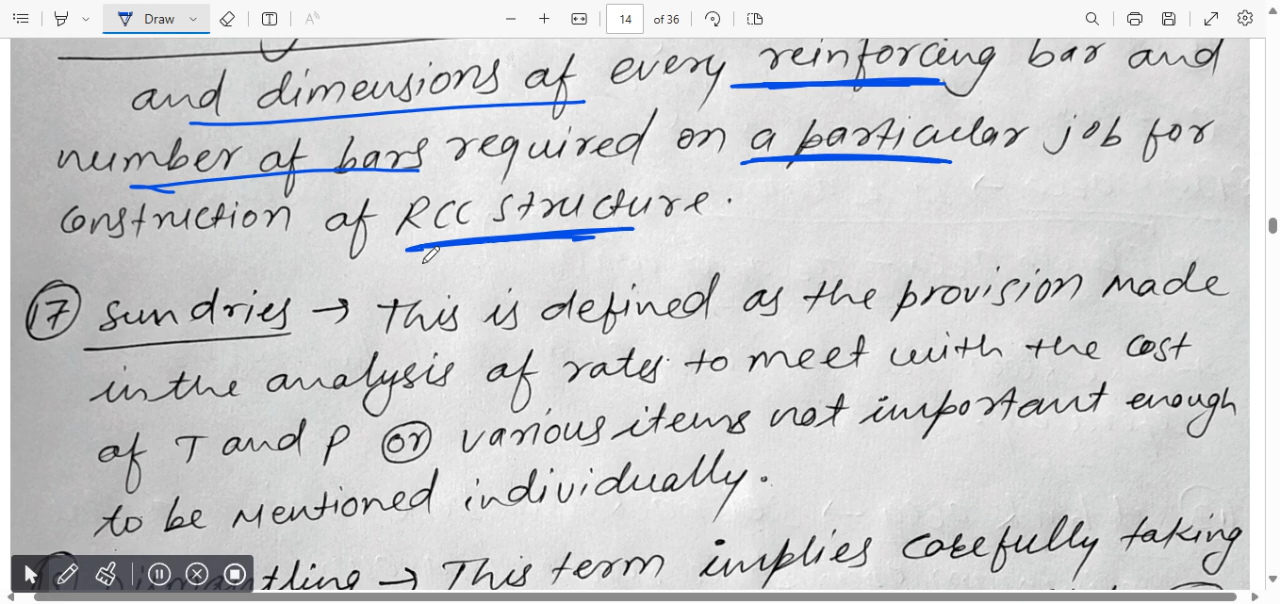 Draw
14 of 36
and dimensions of every reinforcing bar and
number of bars required on a particular job for
construction of RCC structure.
17 Sundries → This is defined as the provision made
in the analysis of rates to meet with the cost
of T and P or various items not important enough
to be mentioned individually.
→ This term implies carefully taking